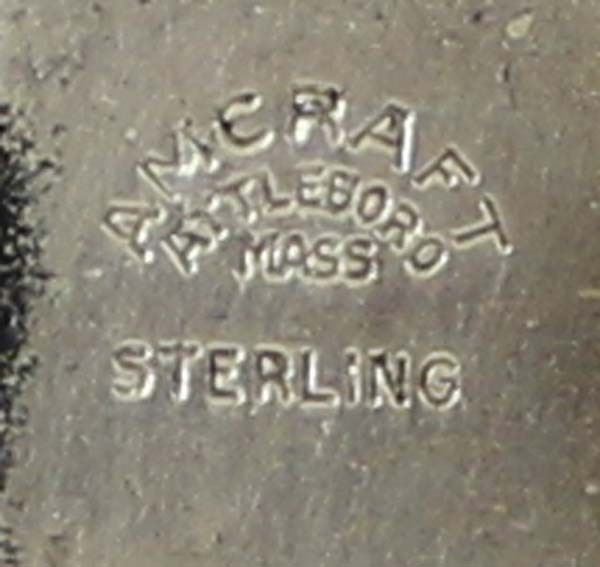 AMCRAFT
ATTLEBORO
MASS.
STERLING